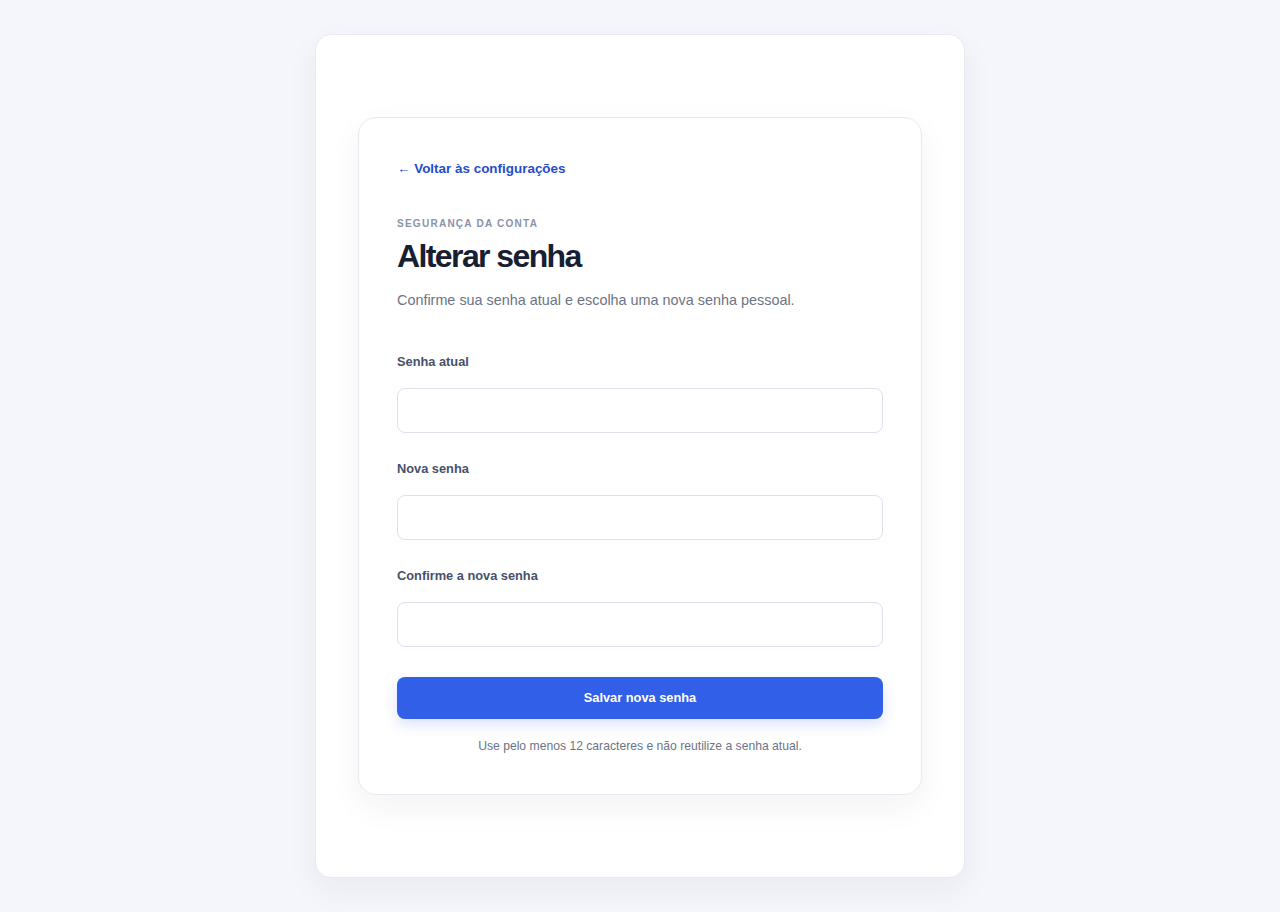 ← Voltar às configurações
SEGURANÇA DA CONTA
Alterar senha
Confirme sua senha atual e escolha uma nova senha pessoal.
Senha atual
Nova senha
Confirme a nova senha
Salvar nova senha
Use pelo menos 12 caracteres e não reutilize a senha atual.